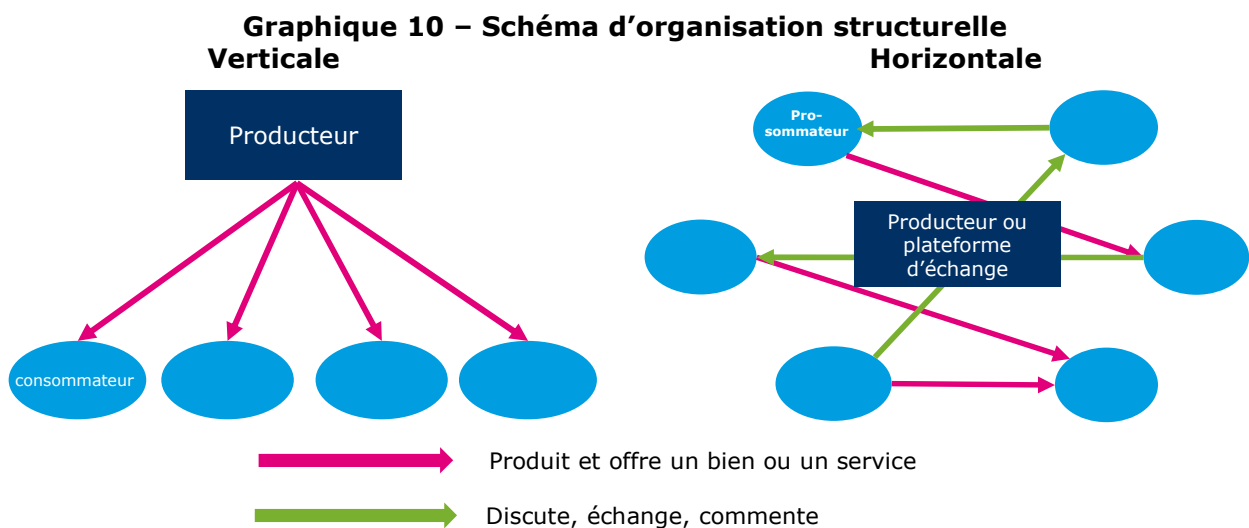 Graphique 10 – Schéma d’organisation structurelle
Verticale
Horizontale
Producteur
consommateur
Pro-
sommateur
Producteur ou
plateforme
d’échange
Produit et offre un bien ou un service
Discute, échange, commente